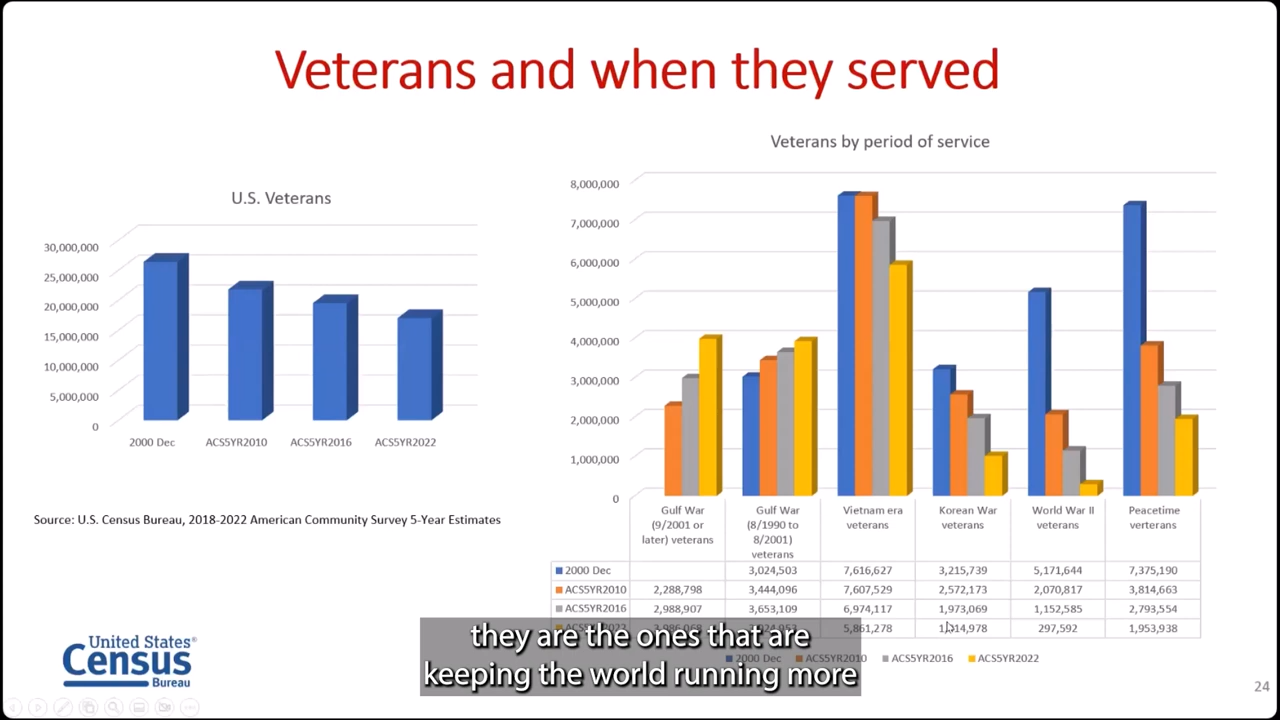 Veterans and when they served
U.S. Veterans
30,000,000
25,000,000
20,000,000
15,000,000
10,000,000
5,000,000
0
2000 Dec ACS5YR2010 ACS5YR2016 ACS5YR2022
Source: U.S. Census Bureau, 2018-2022 American Community Survey 5-Year Estimates
Veterans by period of service
8,000,000
7,000,000
6,000,000
5,000,000
4,000,000
3,000,000
2,000,000
1,000,000
0
Gulf War (9/2001 or later) veterans
Gulf War (8/1990 to 8/2001) veterans
Vietnam era veterans
Korean War veterans
World War II veterans
Peacetime verterans
2000 Dec 3,024,503 7,616,627 3,215,739 5,171,644 7,375,190
ACS5YR2010 2,288,798 3,444,096 7,607,529 2,572,173 2,070,817 3,814,663
ACS5YR2016 2,988,907 3,653,109 6,974,117 1,973,069 1,152,585 2,793,554
5,861,278 297,592 1,953,938
2000 Dec ACS5YR2010 ACS5YR2016 ACS5YR2022
they are the ones that are
keeping the world running more
United States®
Census
Bureau
24